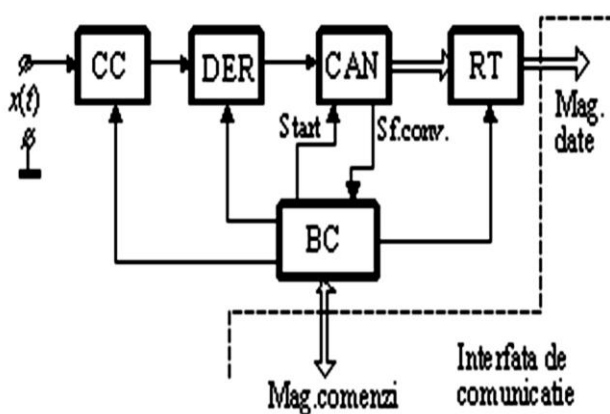 CC
DER
CAN
RT
x(t)
Start
Sf.conv.
Mag.
date
BC
Interfata de
comunicatie
Mag.comenzi